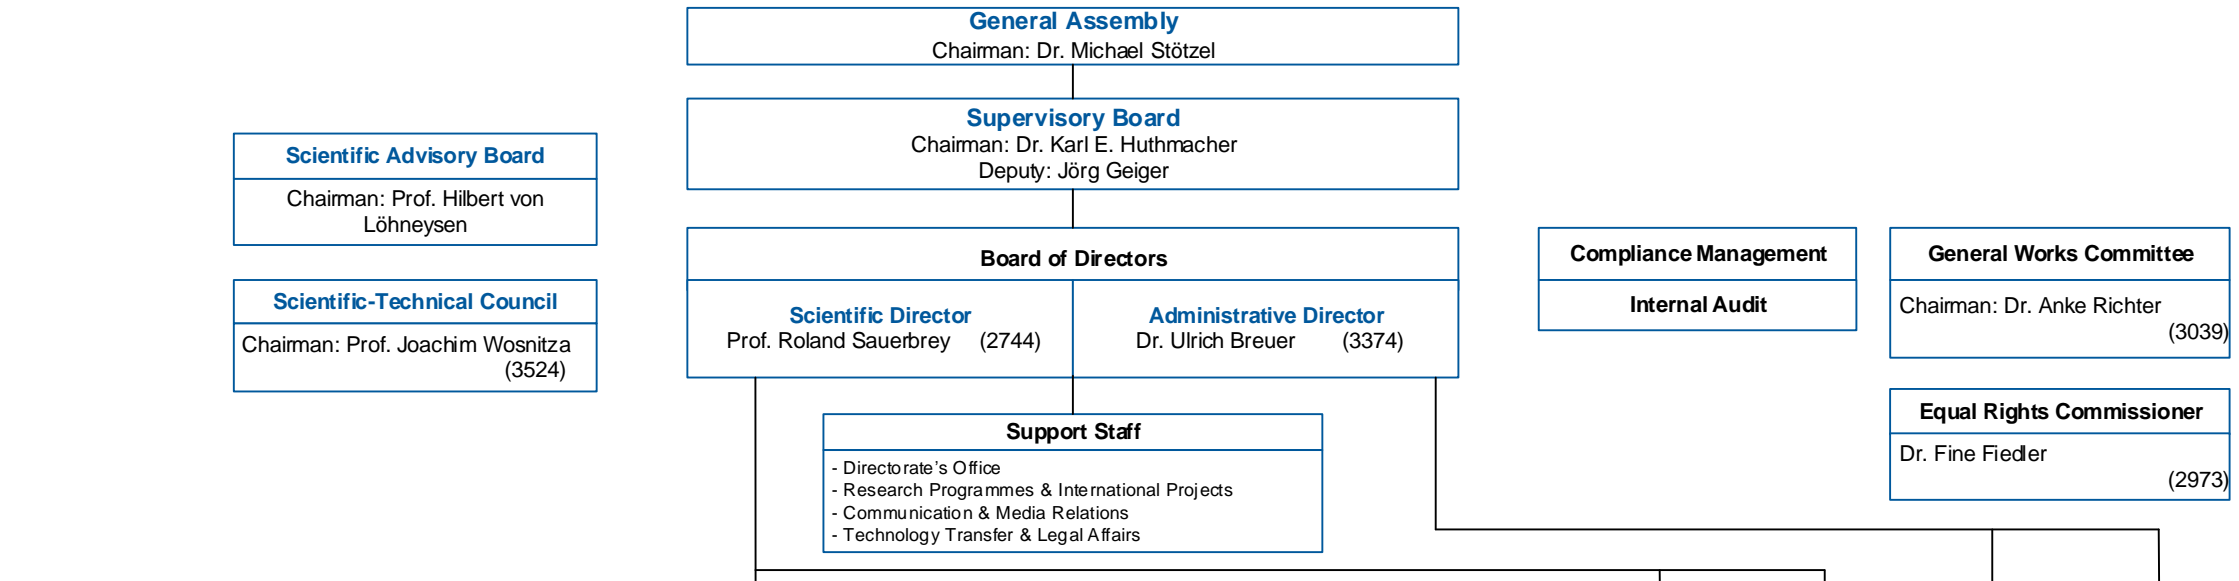 General Assembly
Chairman: Dr. Michael Stötzel
Supervisory Board
Chairman: Dr. Karl E. Huthmacher
Deputy: Jörg Geiger
Scientific Advisory Board
Chairman: Prof. Hilbert von
Löhneysen
Scientific-Technical Council
Chairman: Prof. Joachim Wosnitza
(3524)
Board of Directors
Scientific Director
Prof. Roland Sauerbrey (2744)
Administrative Director
Dr. Ulrich Breuer (3374)
Compliance Management
Internal Audit
General Works Committee
Chairman: Dr. Anke Richter
(3039)
Equal Rights Commissioner
Dr. Fine Fiedler
(2973)
Support Staff
- Directorate’s Office
- Research Programmes & International Projects
- Communication & Media Relations
- Technology Transfer & Legal Affairs